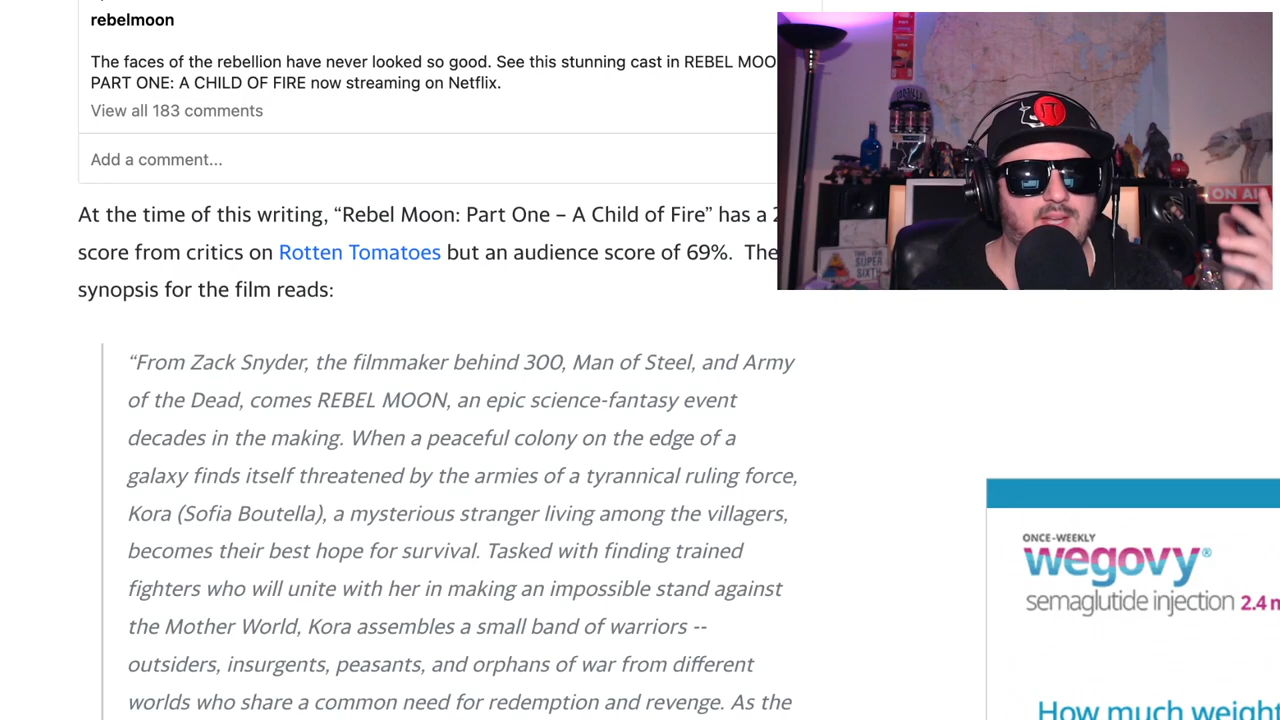 rebelmoon
The faces of the rebellion have never looked so good. See this stunning cast in REBEL MOO
PART ONE: A CHILD OF FIRE now streaming on Netflix.
View all 183 comments
Add a comment...
At the time of this writing, “Rebel Moon: Part One – A Child of Fire” has a 2
score from critics on Rotten Tomatoes but an audience score of 69%. The
synopsis for the film reads:
“From Zack Snyder, the filmmaker behind 300, Man of Steel, and Army
of the Dead, comes REBEL MOON, an epic science-fantasy event
decades in the making. When a peaceful colony on the edge of a
galaxy finds itself threatened by the armies of a tyrannical ruling force,
Kora (Sofia Boutella), a mysterious stranger living among the villagers,
becomes their best hope for survival. Tasked with finding trained
fighters who will unite with her in making an impossible stand against
the Mother World, Kora assembles a small band of warriors --
outsiders, insurgents, peasants, and orphans of war from different
worlds who share a common need for redemption and revenge. As the
ON AI
SUPER
SIXTH
ONCE-WEEKLY
wegovy®
semaglutide injection 2.4 m
How much weight